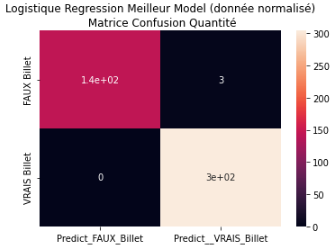 Logistique Regression Meilleur Model (donnée normalisé)
Matrice Confusion Quantité
FAUX Billet
VRAIS Billet
1.4e+02
3
0
3e+02
Predict_FAUX_Billet
Predict__VRAIS_Billet
300
250
200
150
100
50
0